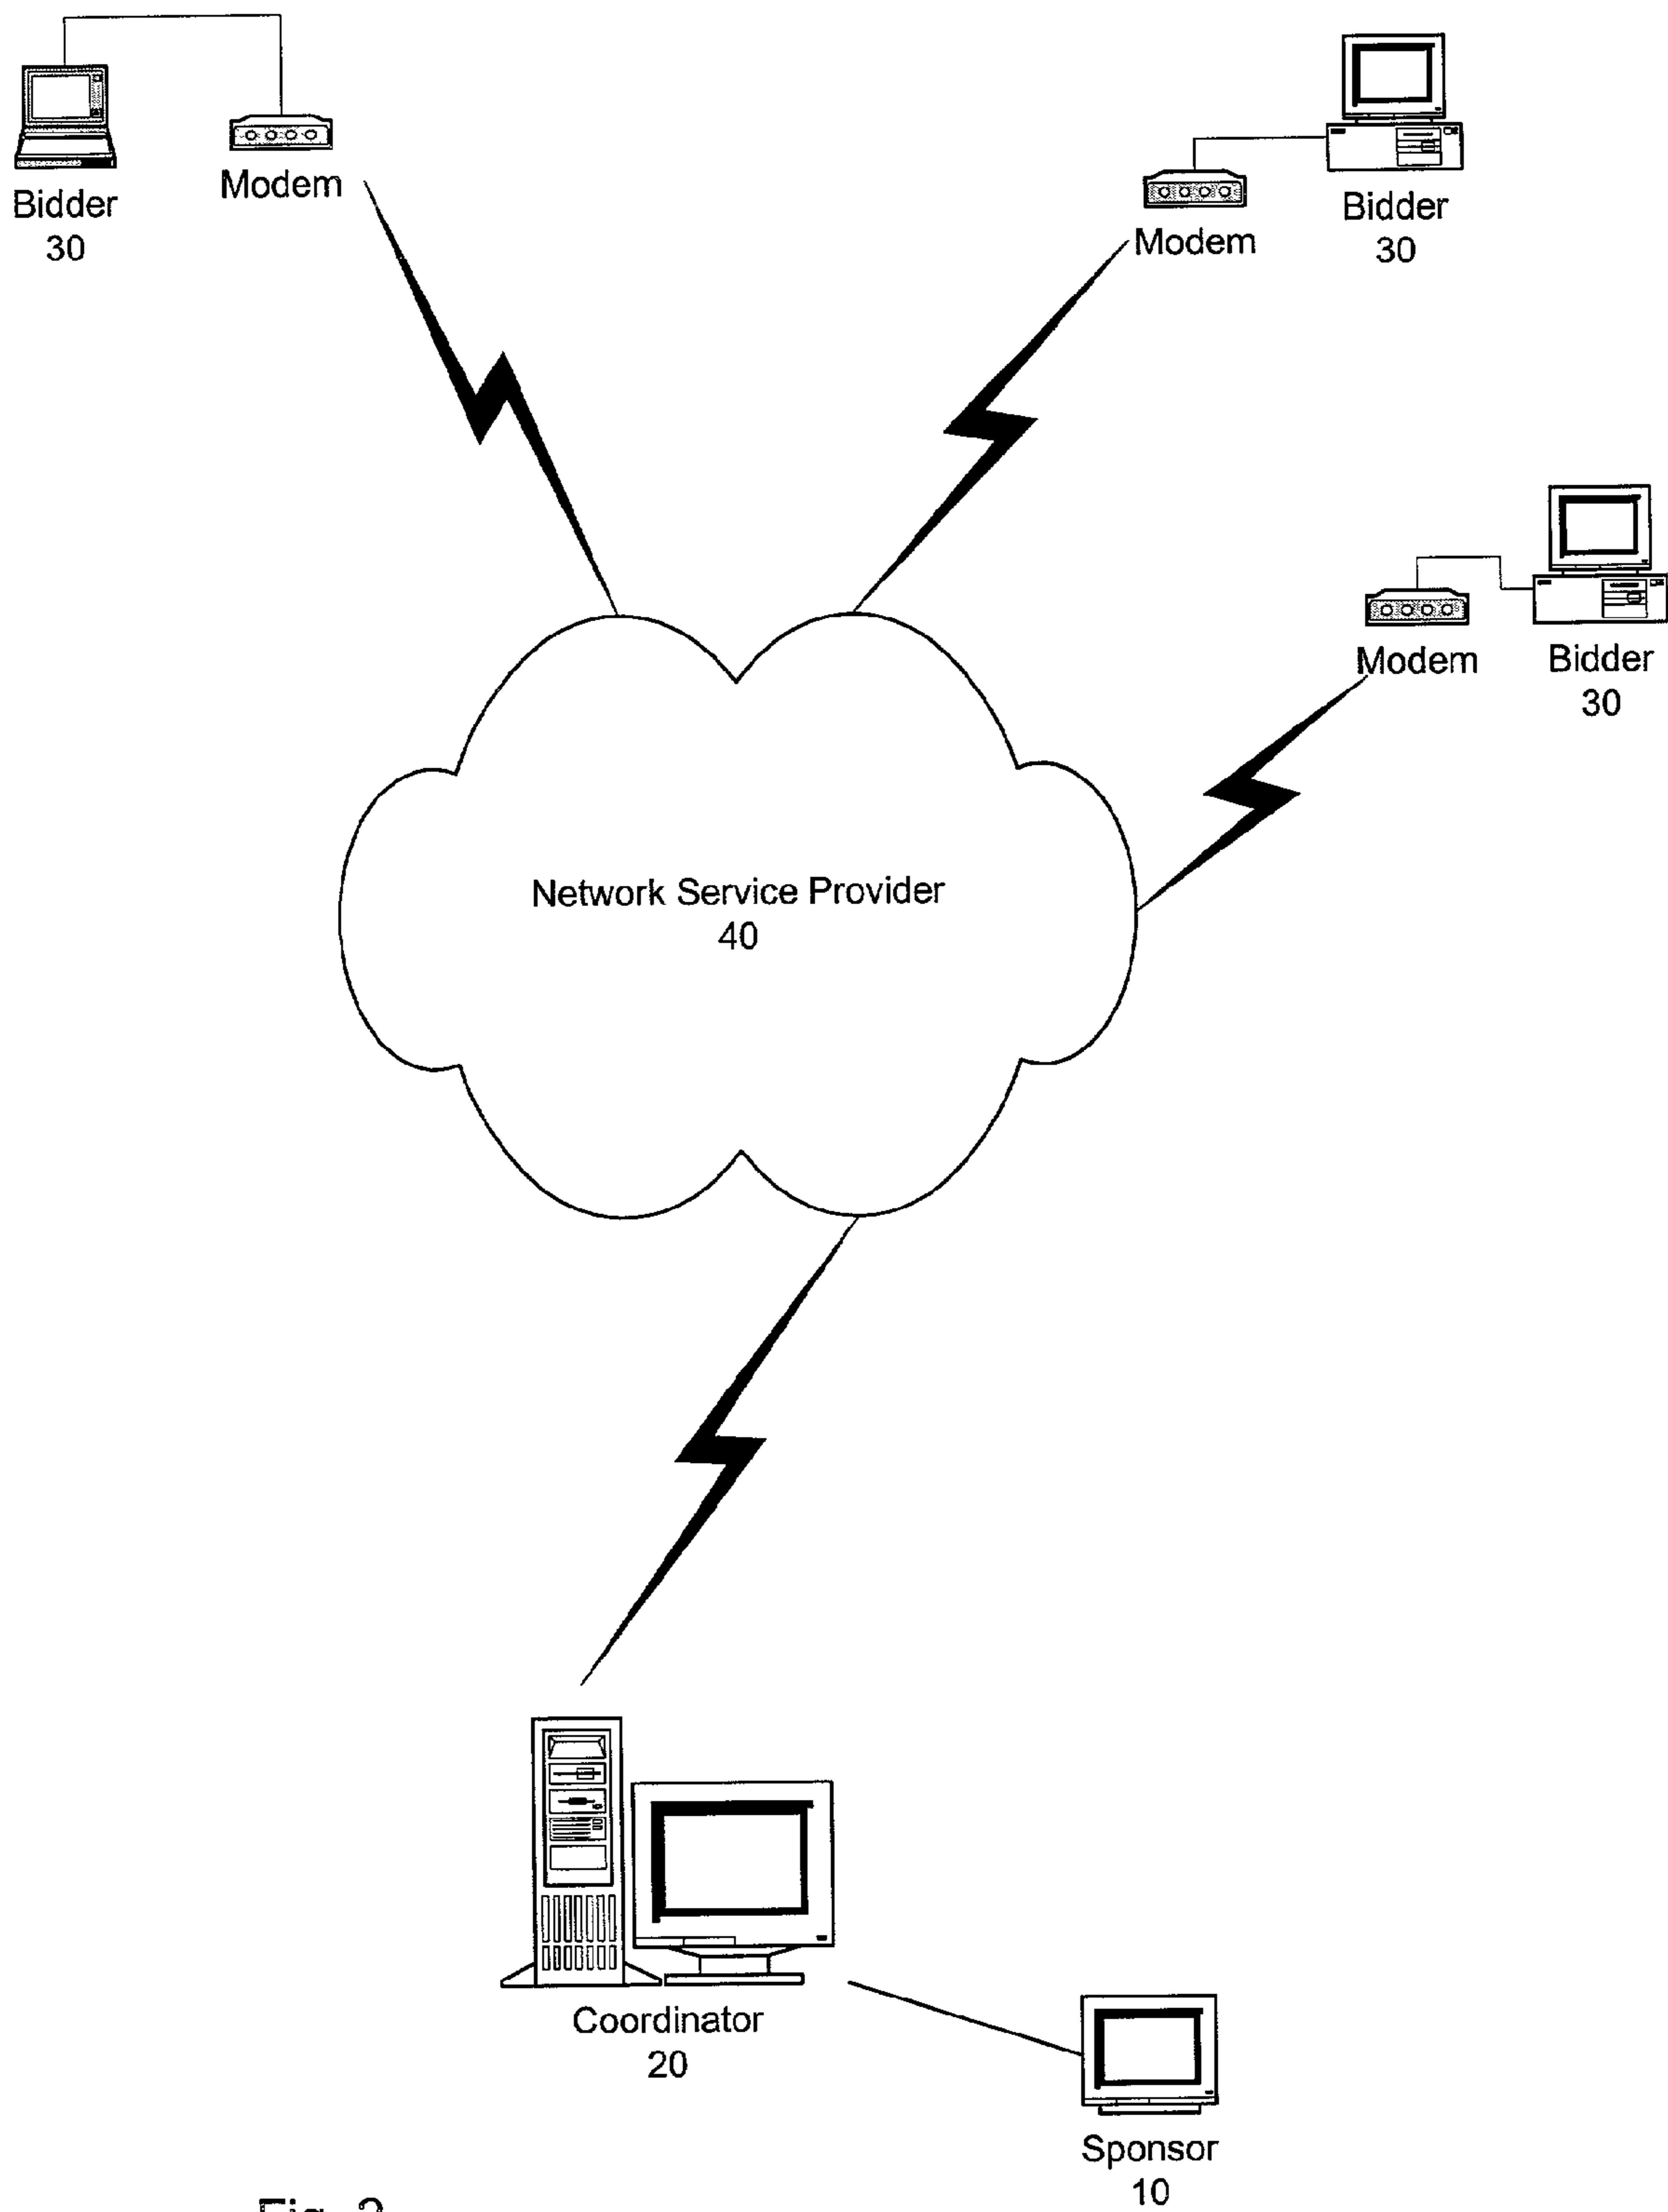 Bidder
30
Modem
Modem
Bidder
30
Modem
Bidder
30
Network Service Provider
40
Coordinator
20
Sponsor
10